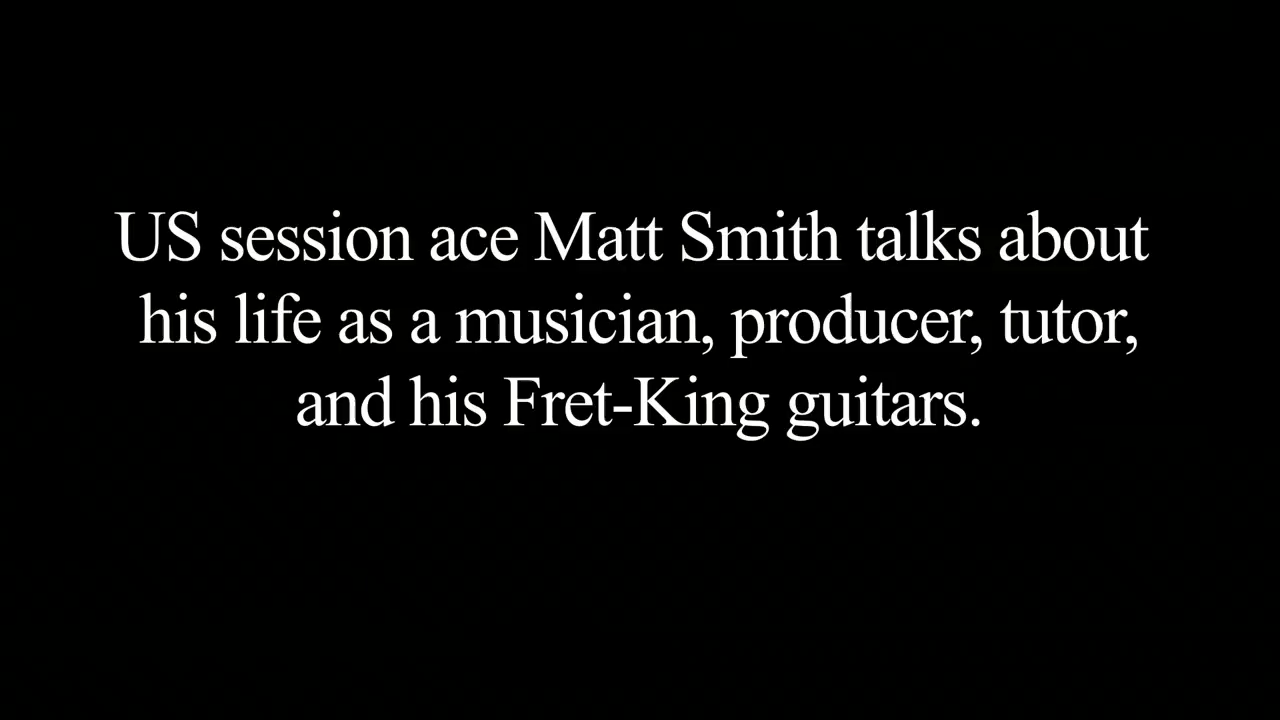 US session ace Matt Smith talks about
his life as a musician, producer, tutor,
and his Fret-King guitars.